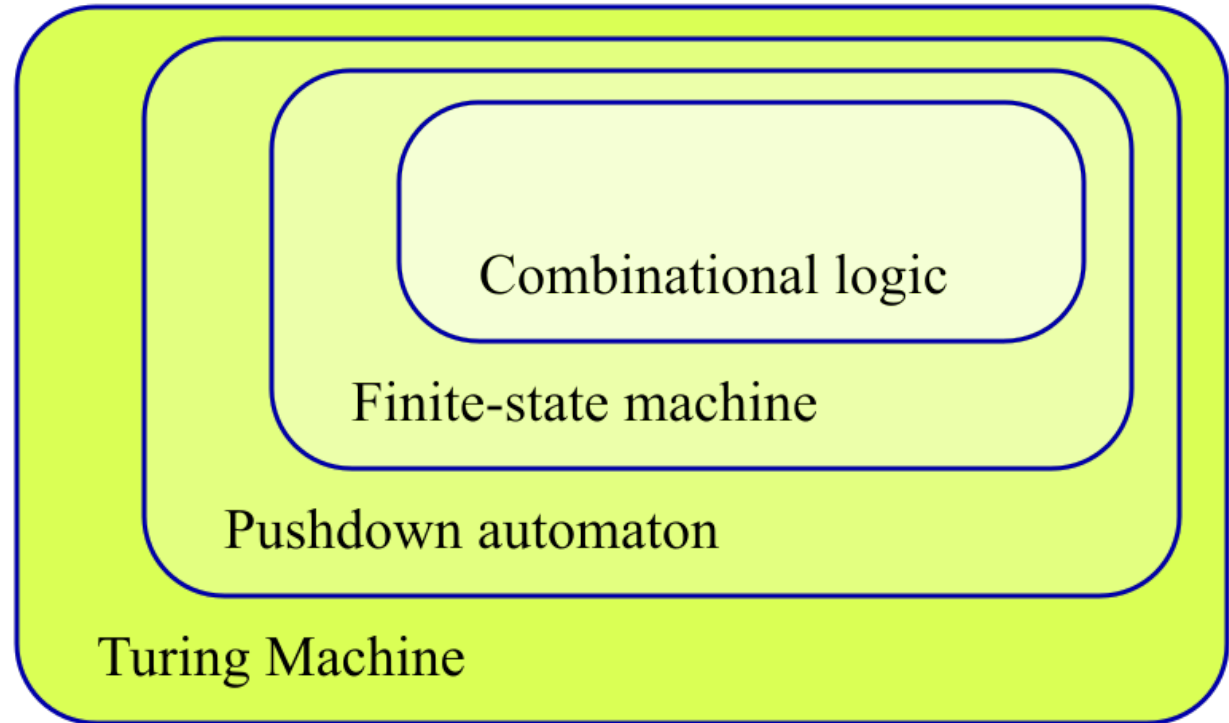 Combinational logic
Finite-state machine
Pushdown automaton
Turing Machine